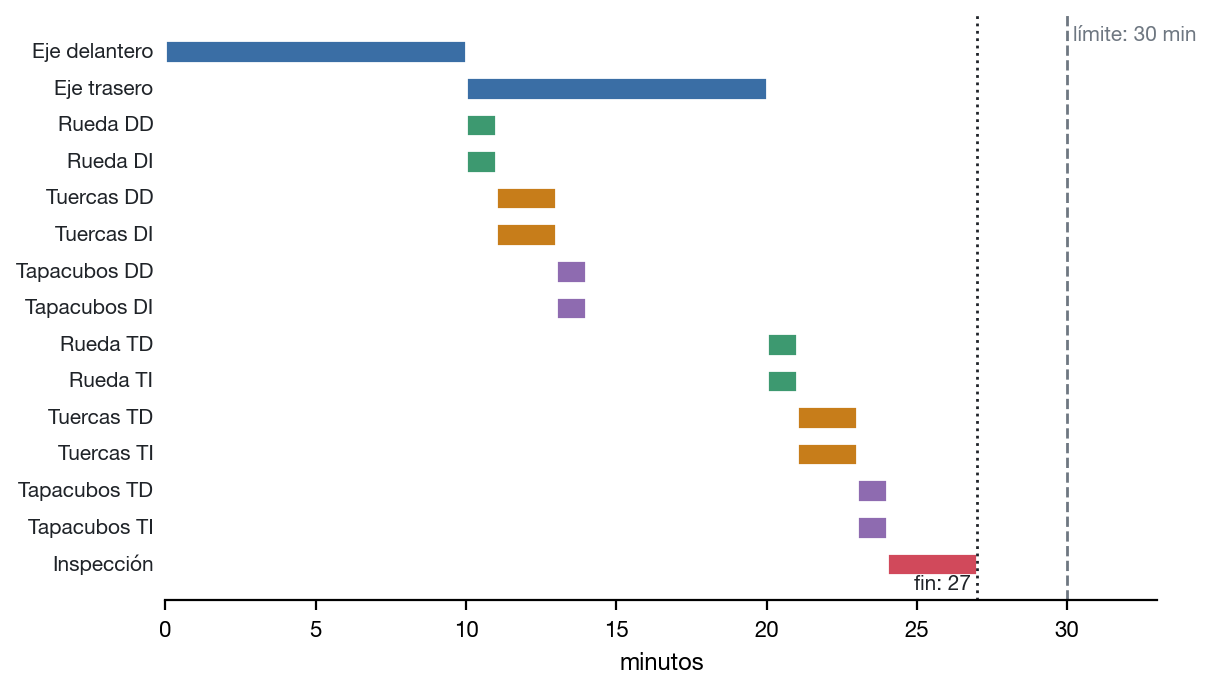 límite: 30 min
Eje delantero
Eje trasero
Rueda DD
Rueda DI
Tuercas DD
Tuercas DI
Tapacubos DD
Tapacubos DI
Rueda TD
Rueda TI
Tuercas TD
Tuercas TI
Tapacubos TD
Tapacubos TI
Inspección
fin: 27
0 5 10 15 20 25 30
minutos